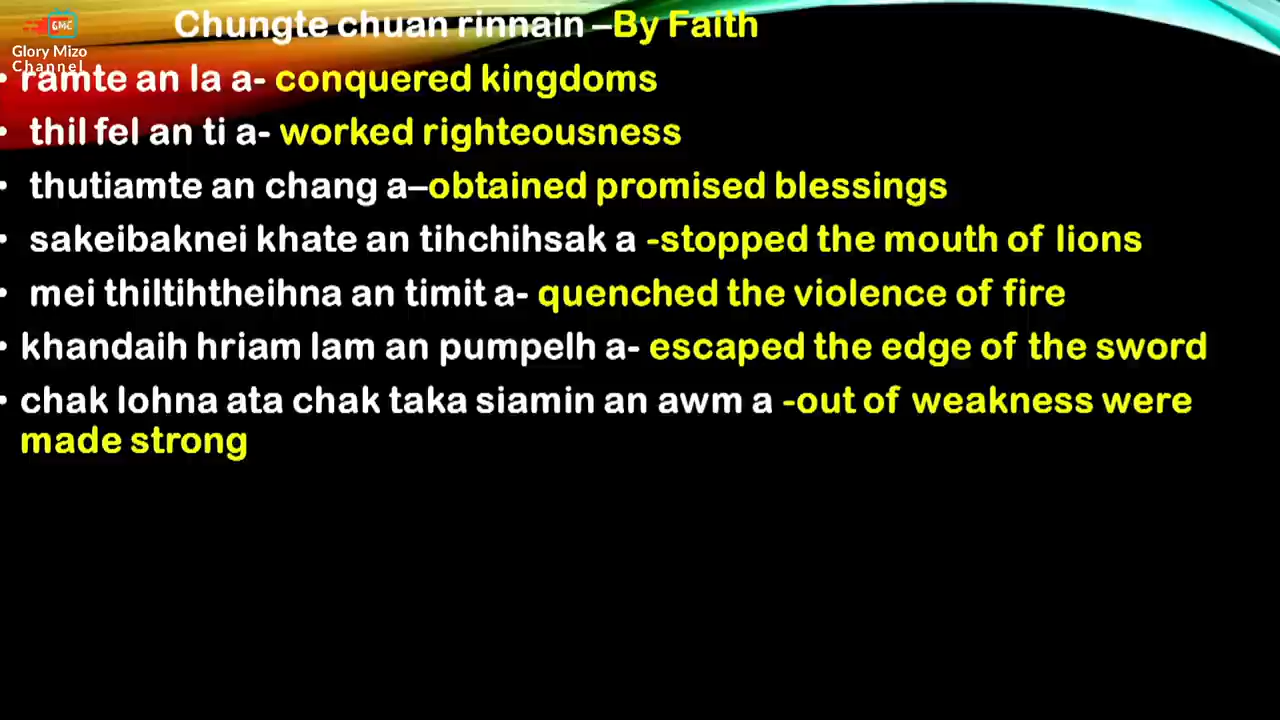 Chungte chuan rinnain –By Faith
GMC
Glory Mizo
Channel
• ramte an la a- conquered kingdoms
• thil fel an ti a- worked righteousness
• thutiamte an chang a–obtained promised blessings
• sakeibaknei khate an tihchihsak a -stopped the mouth of lions
• mei thiltihtheihna an timit a- quenched the violence of fire
• khandaih hriam lam an pumpelh a- escaped the edge of the sword
• chak lohna ata chak taka siamin an awm a -out of weakness were
made strong